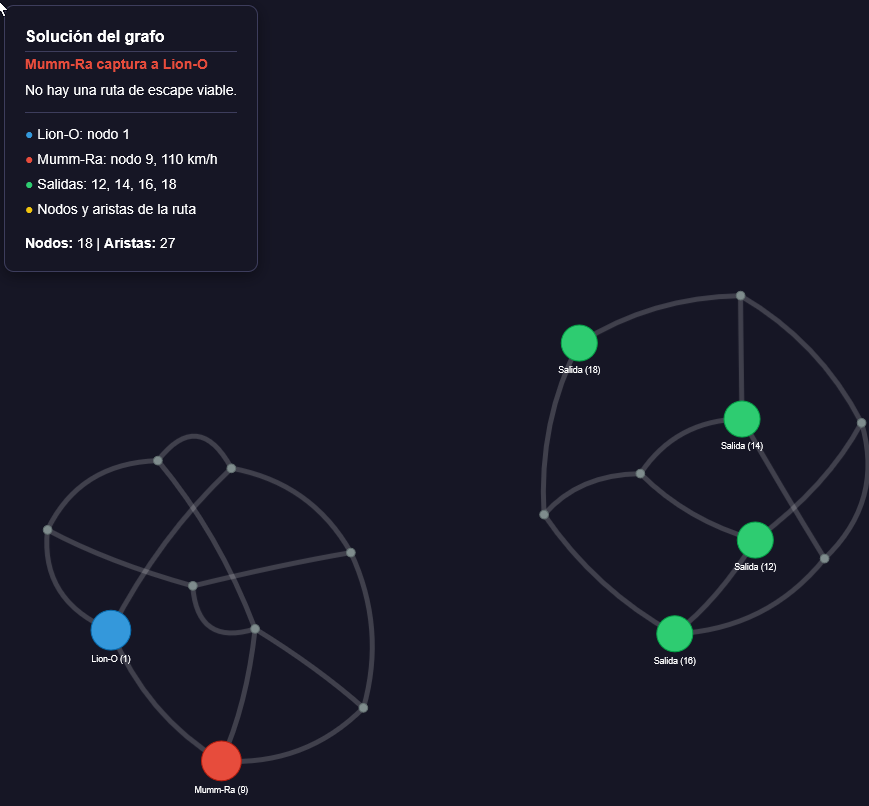 Solución del grafo
Mumm-Ra captura a Lion-O
No hay una ruta de escape viable.
Lion-O: nodo 1
Mumm-Ra: nodo 9, 110 km/h
Salidas: 12, 14, 16, 18
Nodos y aristas de la ruta
Nodos: 18 | Aristas: 27
Salida (18)
Salida (14)
Salida (12)
Lion-O (1)
Salida (16)
Mumm-Ra (9)